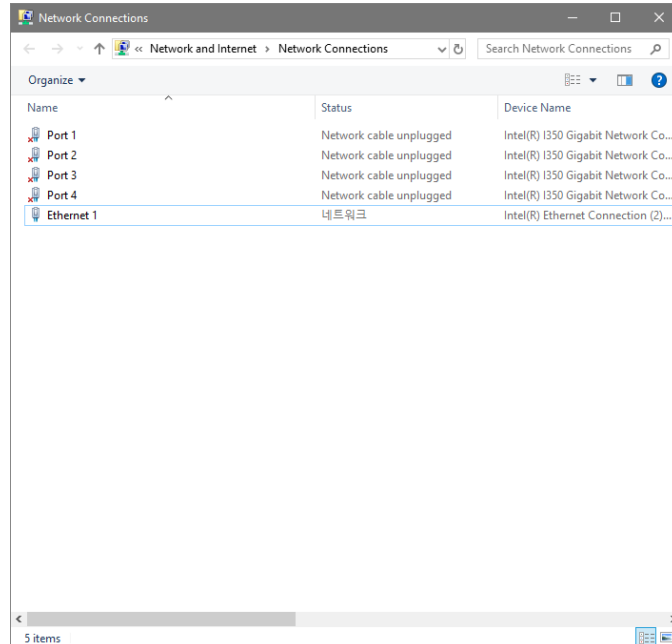 Network Connections
« Network and Internet › Network Connections
Search Network Connections
Organize
Name Status Device Name
Port 1 Network cable unplugged Intel(R) I350 Gigabit Network Co...
Port 2 Network cable unplugged Intel(R) I350 Gigabit Network Co...
Port 3 Network cable unplugged Intel(R) I350 Gigabit Network Co...
Port 4 Network cable unplugged Intel(R) I350 Gigabit Network Co...
Ethernet 1 네트워크 Intel(R) Ethernet Connection (2)...
5 items